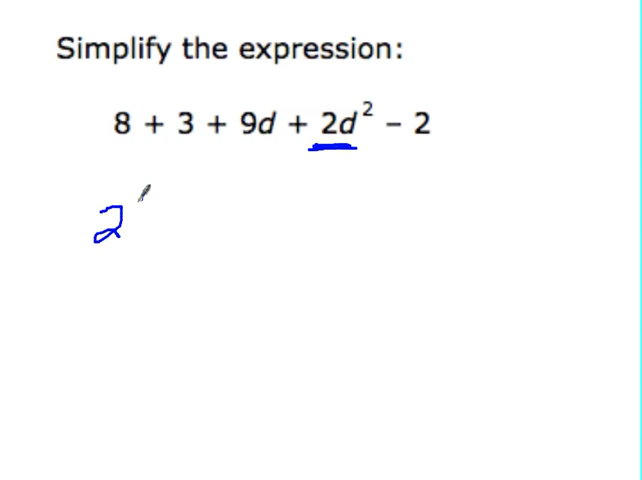 Simplify the expression:
8 + 3 + 9d + 2d² – 2
2